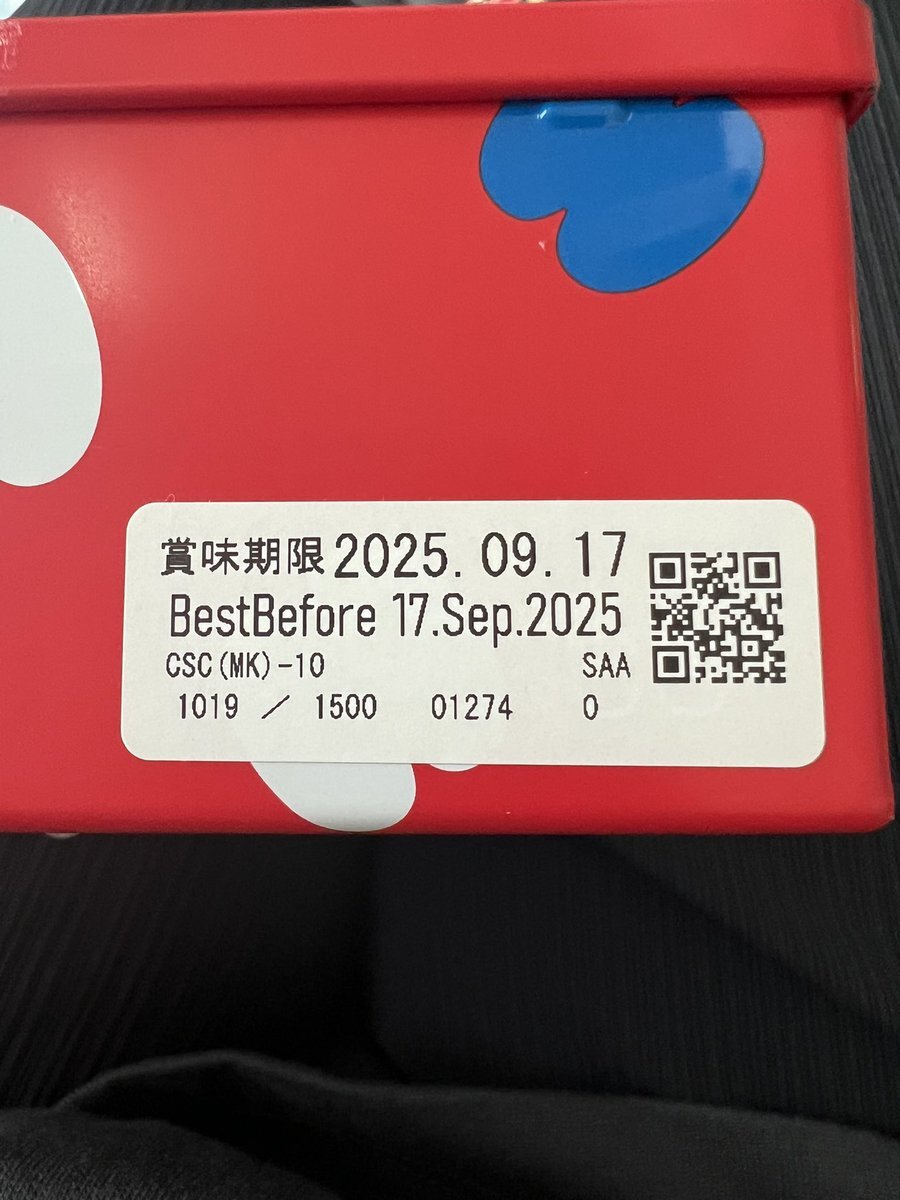 賞味期限 2025. 09. 17
BestBefore 17.Sep.2025
CSC(MK)-10 SAA
1019 / 1500 01274 0